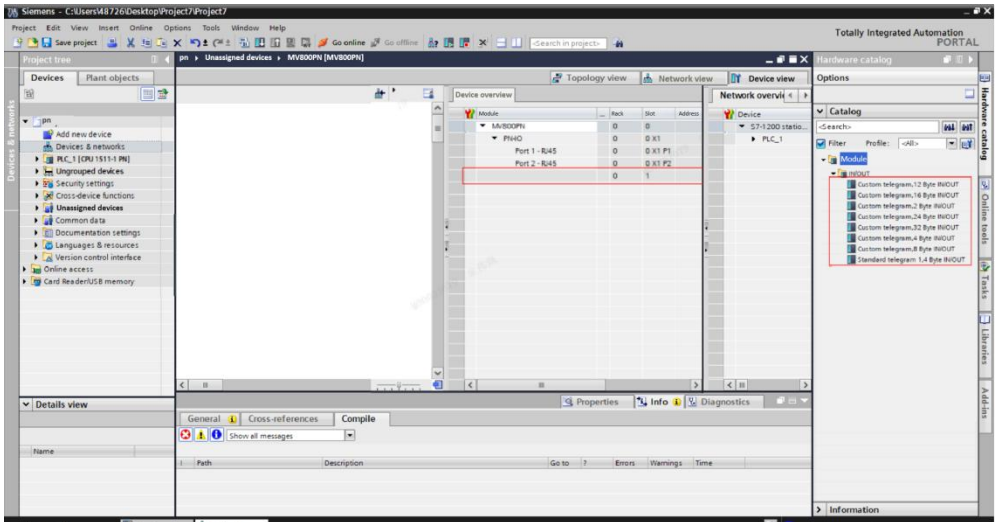 Siemens - C:\Users\48726\Desktop\Project7\Project7
Project Edit View Insert Online Options Tools Window Help
Totally Integrated Automation
PORTAL
Save project Go online Go offline <Search in project>
Project tree
pn Unassigned devices MV800PN [MV800PN]
Hardware catalog
Devices Plant objects
Topology view Network view Device view
Options
Device overview
Network overvi
Catalog
<Search>
Filter Profile: <All>
Module
IN/OUT
Custom telegram,12 Byte IN/OUT
Custom telegram,16 Byte IN/OUT
Custom telegram,2 Byte IN/OUT
Custom telegram,24 Byte IN/OUT
Custom telegram,32 Byte IN/OUT
Custom telegram,4 Byte IN/OUT
Custom telegram,8 Byte IN/OUT
Standard telegram 1,4 Byte IN/OUT
pn
Add new device
Devices & networks
PLC_1 [CPU 1511-1 PN]
Ungrouped devices
Security settings
Cross-device functions
Unassigned devices
Common data
Documentation settings
Languages & resources
Version control interface
Online access
Card Reader/USB memory
Module ... Rack Slot Address
MV800PN 0 0
PN-IO 0 0 X1
Port 1 - RJ45 0 0 X1 P1
Port 2 - RJ45 0 0 X1 P2
0 1
Device
S7-1200 statio...
PLC_1
Devices & networks
Hardware catalog
Online tools
Tasks
Libraries
Add-ins
Details view
Name
Properties Info Diagnostics
General Cross-references Compile
Show all messages
! Path Description Go to ? Errors Warnings Time
Information